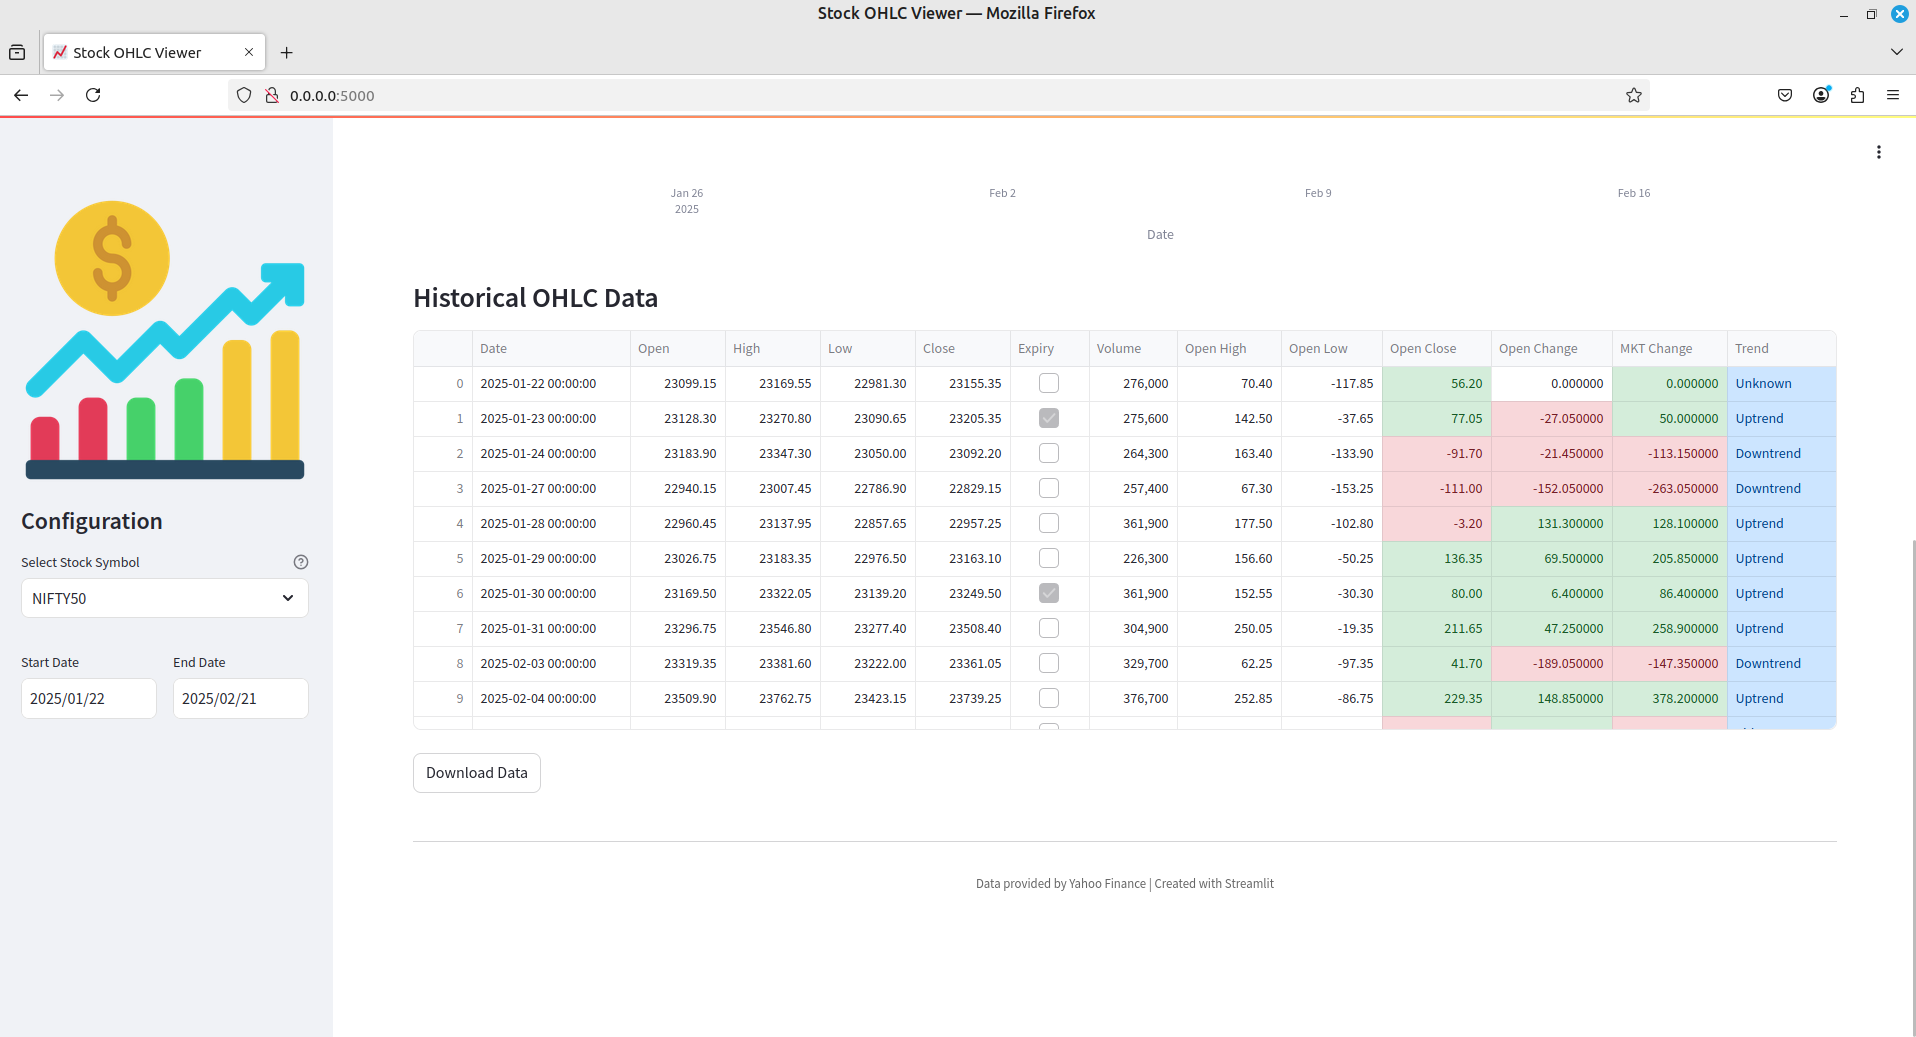 Stock OHLC Viewer — Mozilla Firefox
Stock OHLC Viewer
0.0.0.0:5000
Configuration
Select Stock Symbol
NIFTY50
Start Date End Date
2025/01/22 2025/02/21
Jan 26 Feb 2 Feb 9 Feb 16
2025
Date
Historical OHLC Data
Date Open High Low Close Expiry Volume Open High Open Low Open Close Open Change MKT Change Trend
0 2025-01-22 00:00:00 23099.15 23169.55 22981.30 23155.35 276,000 70.40 -117.85 56.20 0.000000 0.000000 Unknown
1 2025-01-23 00:00:00 23128.30 23270.80 23090.65 23205.35 275,600 142.50 -37.65 77.05 -27.050000 50.000000 Uptrend
2 2025-01-24 00:00:00 23183.90 23347.30 23050.00 23092.20 264,300 163.40 -133.90 -91.70 -21.450000 -113.150000 Downtrend
3 2025-01-27 00:00:00 22940.15 23007.45 22786.90 22829.15 257,400 67.30 -153.25 -111.00 -152.050000 -263.050000 Downtrend
4 2025-01-28 00:00:00 22960.45 23137.95 22857.65 22957.25 361,900 177.50 -102.80 -3.20 131.300000 128.100000 Uptrend
5 2025-01-29 00:00:00 23026.75 23183.35 22976.50 23163.10 226,300 156.60 -50.25 136.35 69.500000 205.850000 Uptrend
6 2025-01-30 00:00:00 23169.50 23322.05 23139.20 23249.50 361,900 152.55 -30.30 80.00 6.400000 86.400000 Uptrend
7 2025-01-31 00:00:00 23296.75 23546.80 23277.40 23508.40 304,900 250.05 -19.35 211.65 47.250000 258.900000 Uptrend
8 2025-02-03 00:00:00 23319.35 23381.60 23222.00 23361.05 329,700 62.25 -97.35 41.70 -189.050000 -147.350000 Downtrend
9 2025-02-04 00:00:00 23509.90 23762.75 23423.15 23739.25 376,700 252.85 -86.75 229.35 148.850000 378.200000 Uptrend
Download Data
Data provided by Yahoo Finance | Created with Streamlit